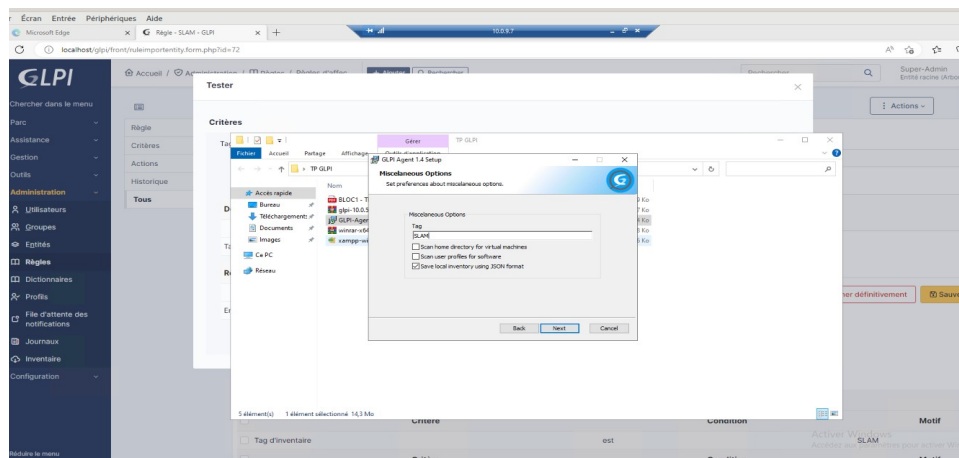 Écran Entrée Périphériques Aide
Microsoft Edge
Règle - SLAM - GLPI
10.0.9.7
localhost/glpi/front/ruleimportentity.form.php?id=72
GLPI
Accueil /
Rechercher
Super-Admin
Tester
Chercher dans le menu
Parc
Assistance
Gestion
Outils
Administration
Utilisateurs
Groupes
Entités
Règles
Dictionnaires
Profils
File d'attente des notifications
Journaux
Inventaire
Configuration
Réduire le menu
Règle
Critères
Actions
Historique
Tous
Actions
Critères
Gérer
TP GLPI
Fichier
Accueil
Partage
Affichage
Outils d'application
TP GLPI
Nom
Accès rapide
Bureau
Téléchargements
Documents
Images
Ce PC
Réseau
BLOC1 - T
glpi-10.0.5
GLPI-Agen
winrar-x64
xampp-wi
GLPI Agent 1.4 Setup
Miscelaneous Options
Set preferences about miscelaneous options.
Miscelaneous Options
Tag
SLAM
Scan home directory for virtual machines
Scan user profiles for software
Save local inventory using JSON format
Back
Next
Cancel
er définitivement
Sauve
5 élément(s)
1 élément sélectionné 14,3 Mo
Critère
Condition
Motif
Tag d'inventaire
est
SLAM
Activer Windows